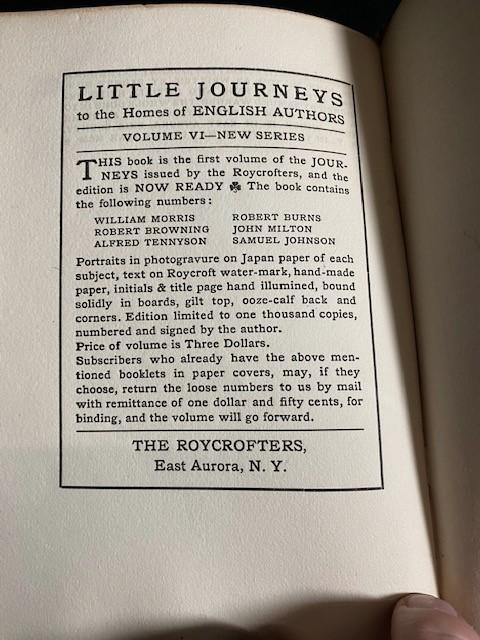 LITTLE JOURNEYS
to the Homes of ENGLISH AUTHORS
VOLUME VI—NEW SERIES
THIS book is the first volume of the JOUR-
NEYS issued by the Roycrofters, and the
edition is NOW READY ☘ The book contains
the following numbers:
WILLIAM MORRIS ROBERT BURNS
ROBERT BROWNING JOHN MILTON
ALFRED TENNYSON SAMUEL JOHNSON
Portraits in photogravure on Japan paper of each
subject, text on Roycroft water-mark, hand-made
paper, initials & title page hand illumined, bound
solidly in boards, gilt top, ooze-calf back and
corners. Edition limited to one thousand copies,
numbered and signed by the author.
Price of volume is Three Dollars.
Subscribers who already have the above men-
tioned booklets in paper covers, may, if they
choose, return the loose numbers to us by mail
with remittance of one dollar and fifty cents, for
binding, and the volume will go forward.
THE ROYCROFTERS,
East Aurora, N. Y.